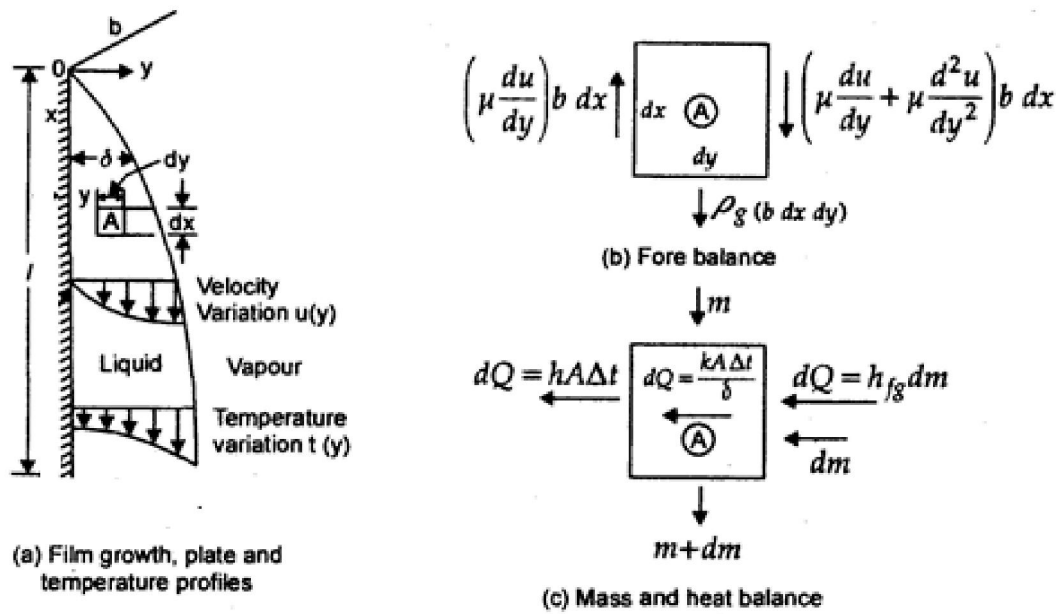 b
0
y
x
δ
dy
y
A
dx
l
Velocity
Variation u(y)
Liquid
Vapour
Temperature
variation t (y)
(a) Film growth, plate and
temperature profiles
(μ du/dy) b dx
dx
A
dy
(μ du/dy + μ d²u/dy²) b dx
ρg (b dx dy)
(b) Fore balance
m
dQ = hAΔt
dQ = kAΔt/δ
A
dQ = hfg dm
dm
m+dm
(c) Mass and heat balance